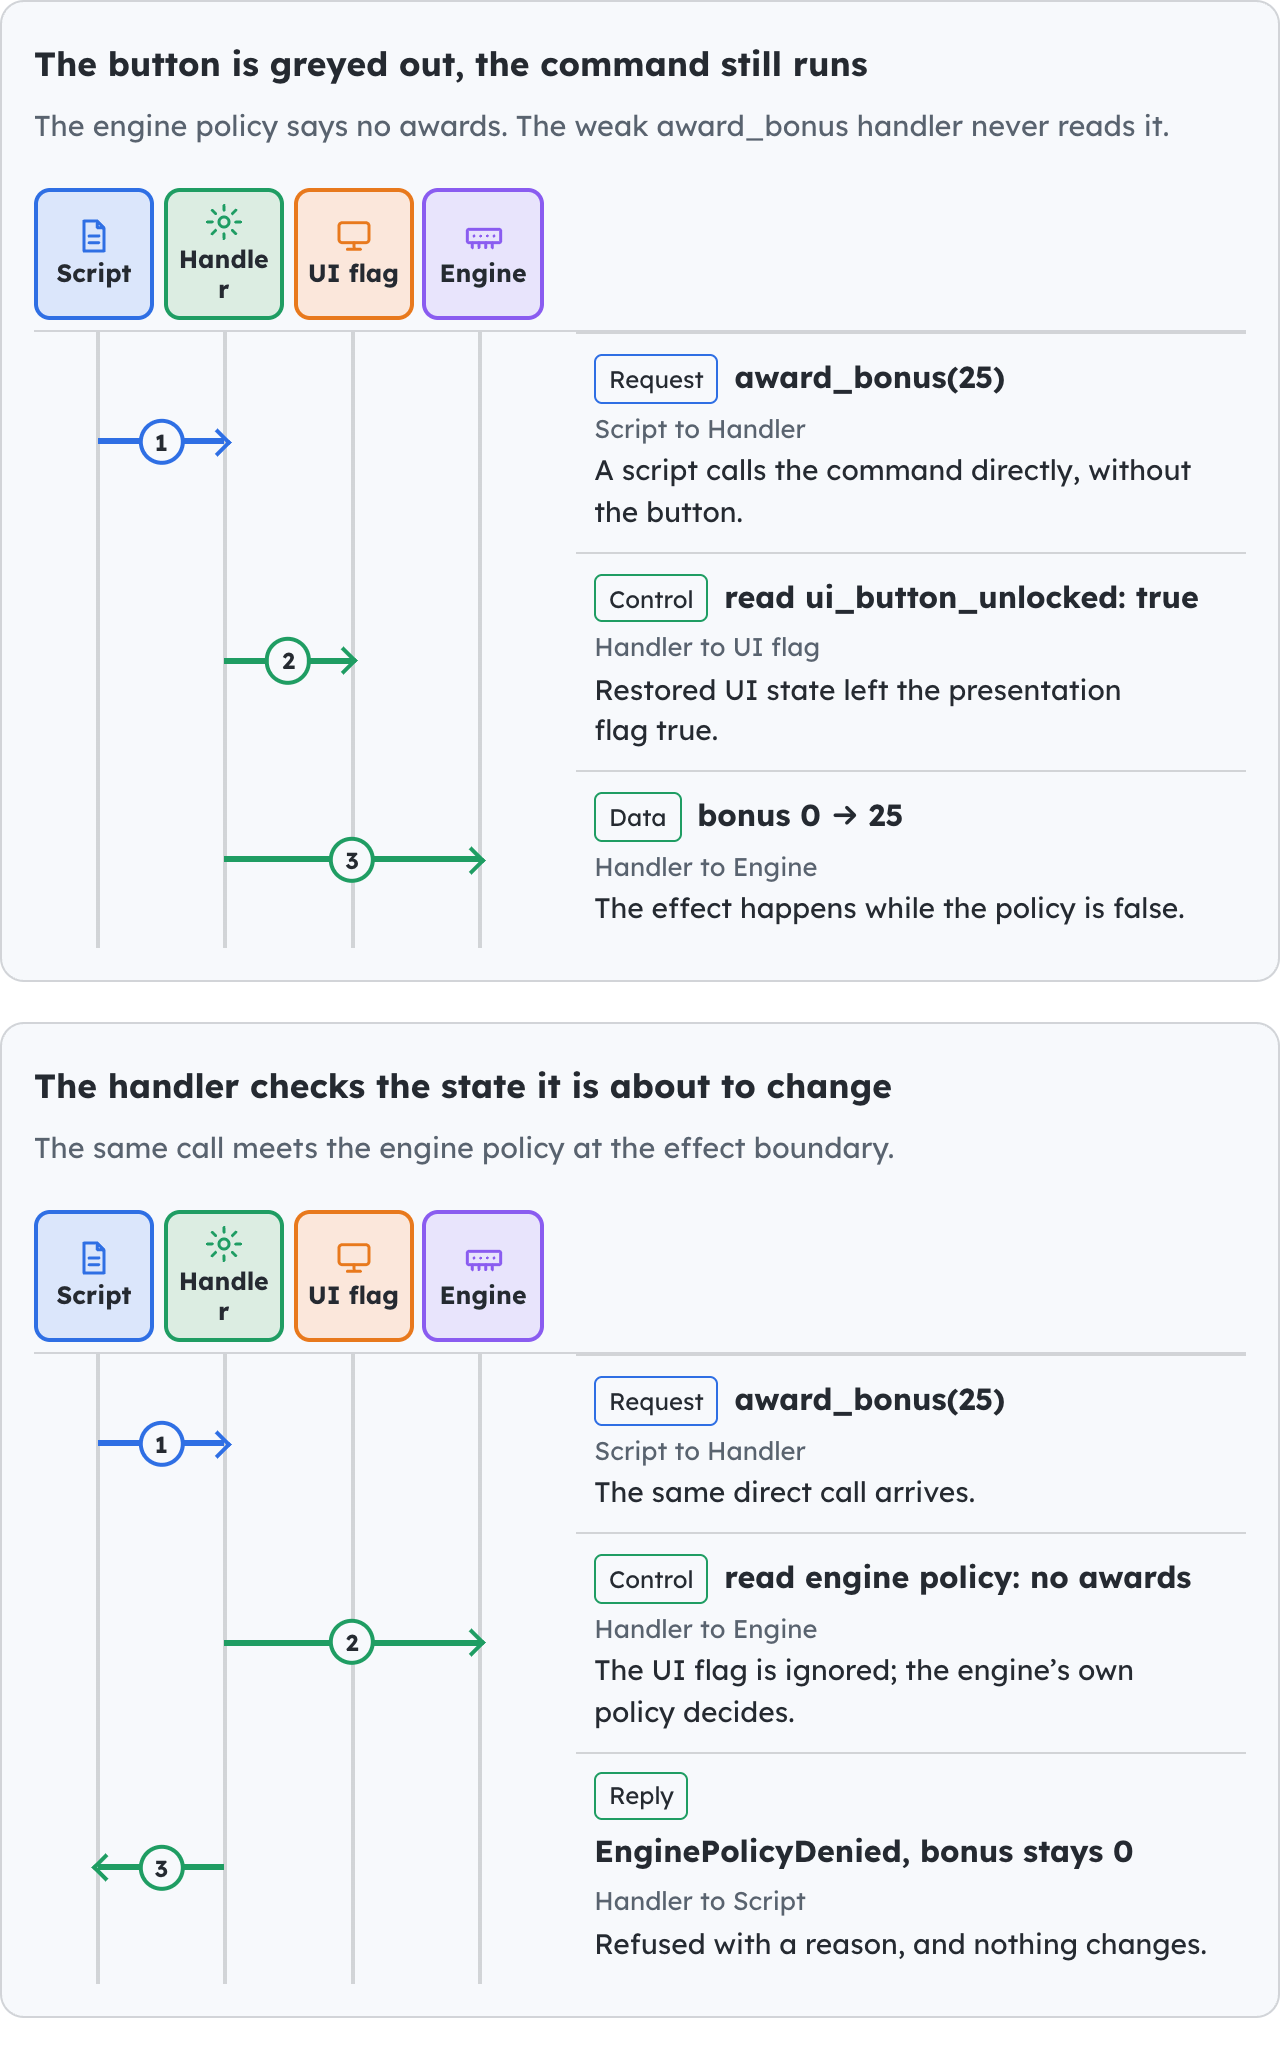 The button is greyed out, the command still runs
The engine policy says no awards. The weak award_bonus handler never reads it.
Script
Handle
r
UI flag
Engine
Request award_bonus(25)
Script to Handler
1
A script calls the command directly, without
the button.
Control read ui_button_unlocked: true
Handler to UI flag
2
Restored UI state left the presentation
flag true.
Data bonus 0 → 25
Handler to Engine
3
The effect happens while the policy is false.
The handler checks the state it is about to change
The same call meets the engine policy at the effect boundary.
Script
Handle
r
UI flag
Engine
Request award_bonus(25)
Script to Handler
1
The same direct call arrives.
Control read engine policy: no awards
Handler to Engine
2
The UI flag is ignored; the engine’s own
policy decides.
Reply
EnginePolicyDenied, bonus stays 0
3
Handler to Script
Refused with a reason, and nothing changes.